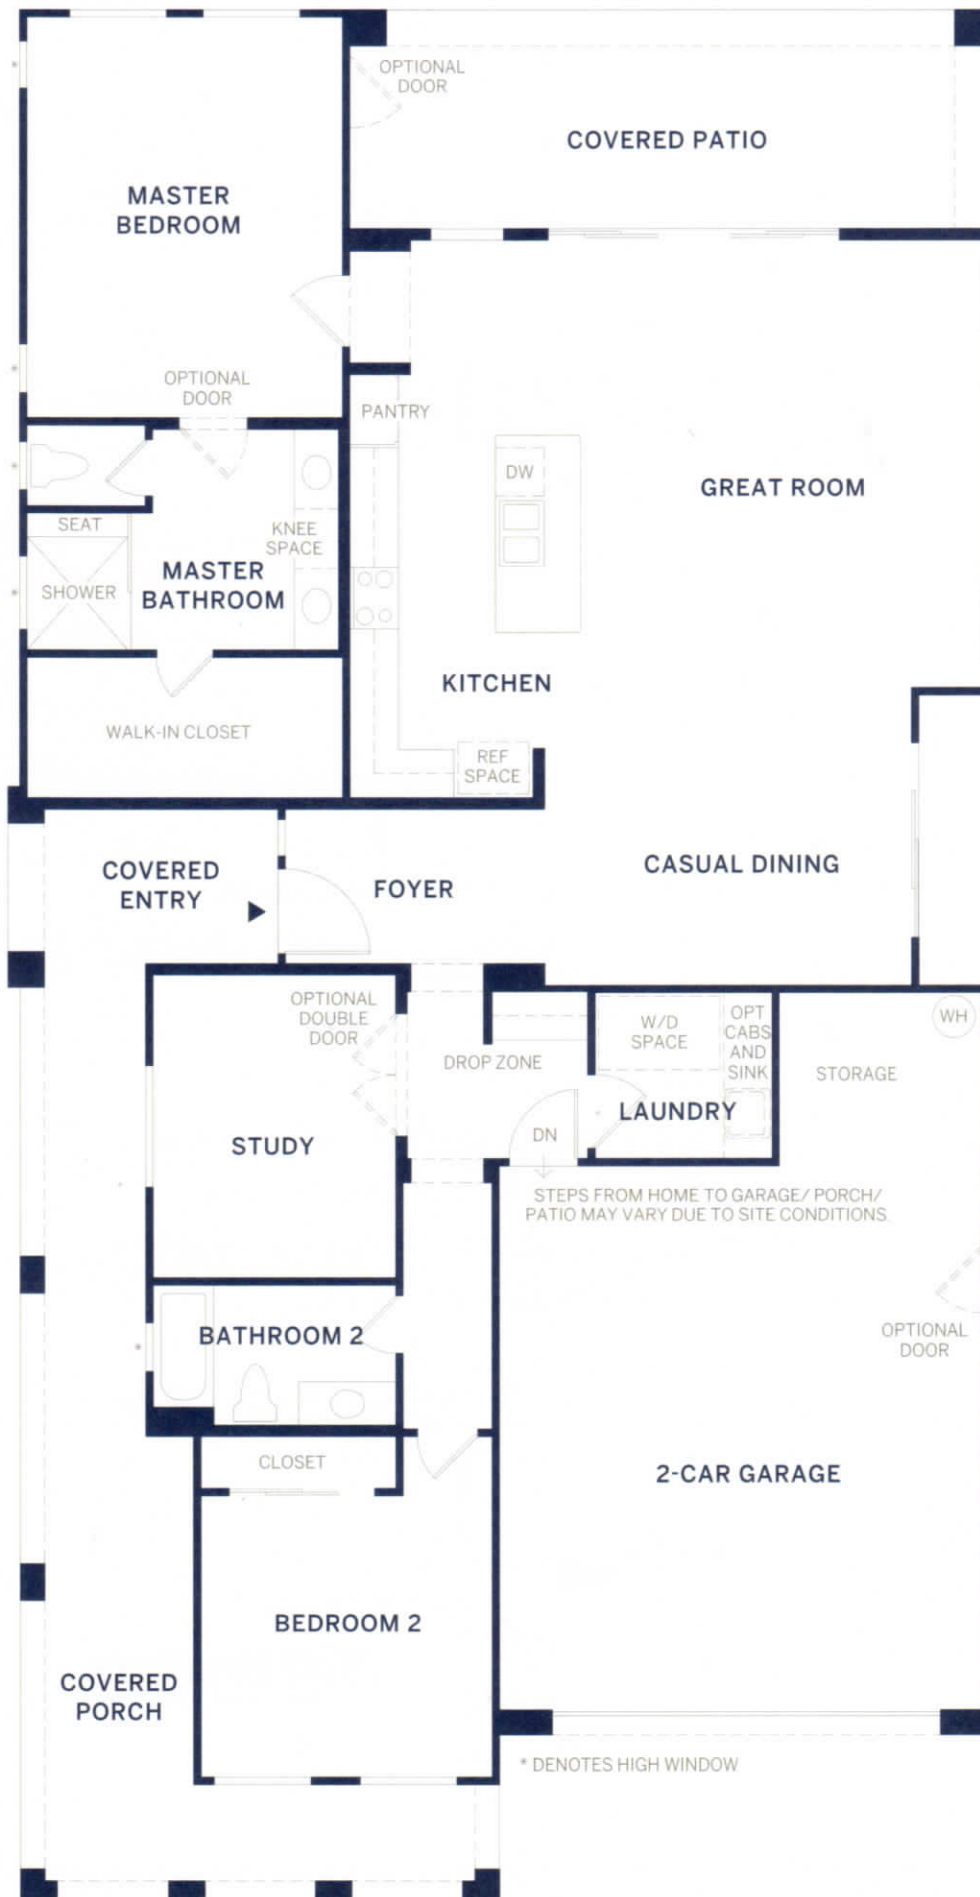 OPTIONAL
DOOR
COVERED PATIO
MASTER
BEDROOM
*
*
OPTIONAL
DOOR
PANTRY
*
DW
GREAT ROOM
SEAT
KNEE
SPACE
SHOWER
*
MASTER
BATHROOM
KITCHEN
WALK-IN CLOSET
REF
SPACE
COVERED
ENTRY
FOYER
CASUAL DINING
OPTIONAL
DOUBLE
DOOR
W/D
SPACE
OPT
CABS
AND
SINK
WH
DROP ZONE
STORAGE
LAUNDRY
STUDY
DN
STEPS FROM HOME TO GARAGE/ PORCH/
PATIO MAY VARY DUE TO SITE CONDITIONS.
BATHROOM 2
*
OPTIONAL
DOOR
CLOSET
2-CAR GARAGE
BEDROOM 2
COVERED
PORCH
* DENOTES HIGH WINDOW